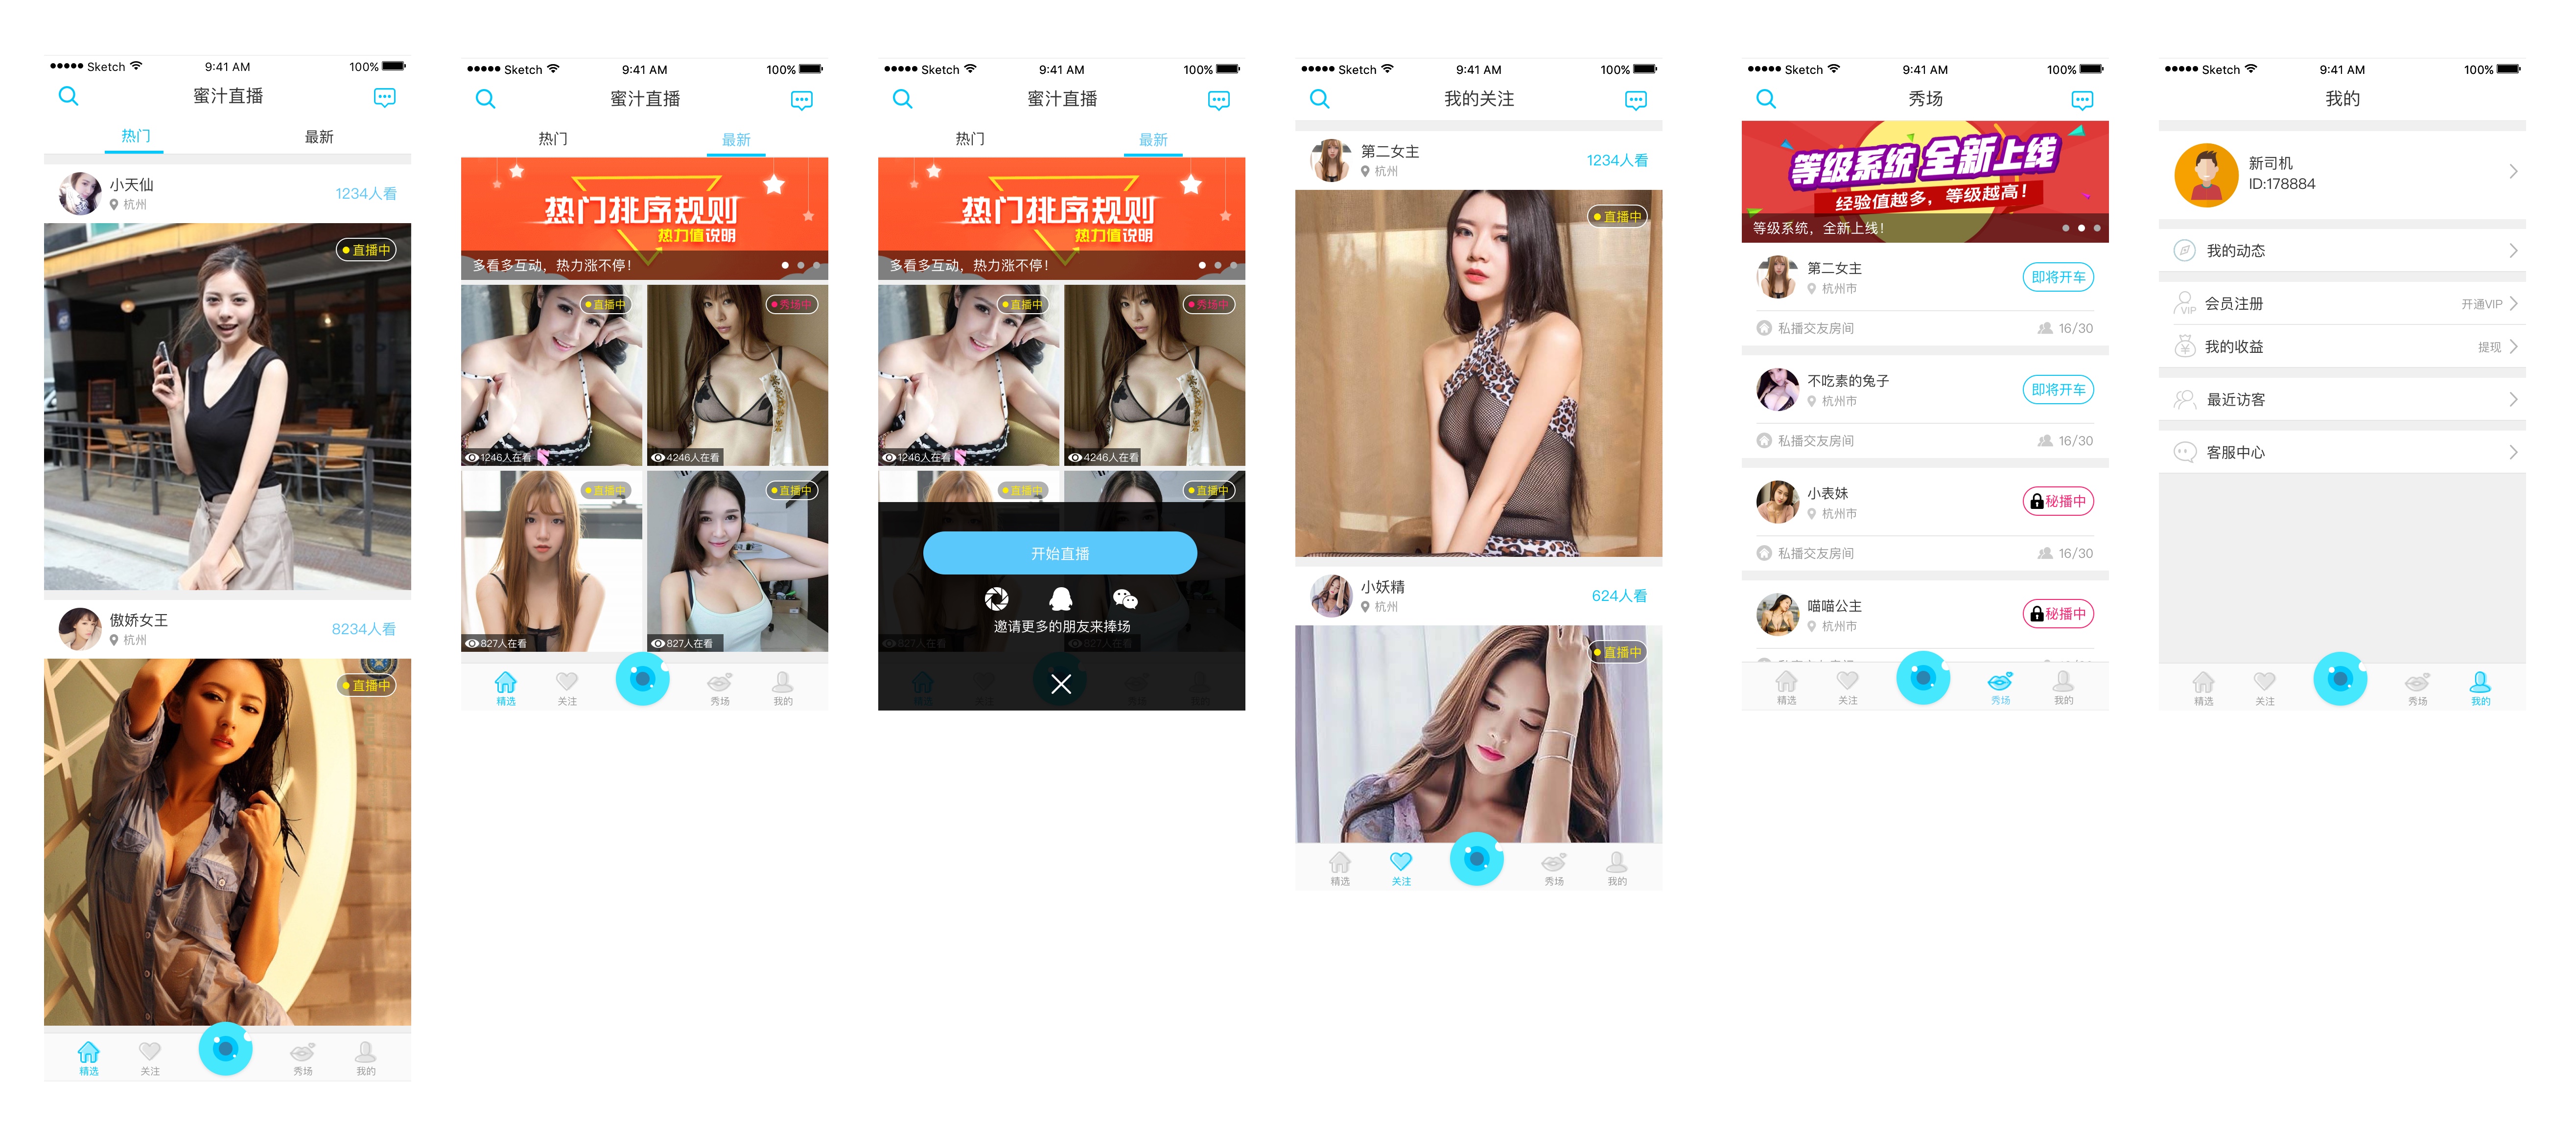 ●●●●● Sketch 9:41 AM 100%
蜜汁直播
热门 最新
小天仙
杭州
1234人看
直播中
傲娇女王
杭州
8234人看
直播中
精选 关注 秀场 我的
●●●●● Sketch 9:41 AM 100%
蜜汁直播
热门 最新
热门排序规则
热力值说明
多看多互动，热力涨不停！
直播中 秀场中
1246人在看 4246人在看
直播中 直播中
827人在看 827人在看
精选 关注 秀场 我的
●●●●● Sketch 9:41 AM 100%
蜜汁直播
热门 最新
热门排序规则
热力值说明
多看多互动，热力涨不停！
直播中 秀场中
1246人在看 4246人在看
直播中 直播中
开始直播
邀请更多的朋友来捧场
827人在看 827人在看
精选 关注 秀场 我的
●●●●● Sketch 9:41 AM 100%
我的关注
第二女主
杭州
1234人看
直播中
小妖精
杭州
624人看
直播中
精选 关注 秀场 我的
●●●●● Sketch 9:41 AM 100%
秀场
等级系统 全新上线
经验值越多，等级越高！
等级系统，全新上线！
第二女主
杭州市
即将开车
私播交友房间 16/30
不吃素的兔子
杭州市
即将开车
私播交友房间 16/30
小表妹
杭州市
秘播中
私播交友房间 16/30
喵喵公主
杭州市
秘播中
精选 关注 秀场 我的
●●●●● Sketch 9:41 AM 100%
我的
新司机
ID:178884
我的动态
VIP 会员注册 开通VIP
我的收益 提现
最近访客
客服中心
精选 关注 秀场 我的